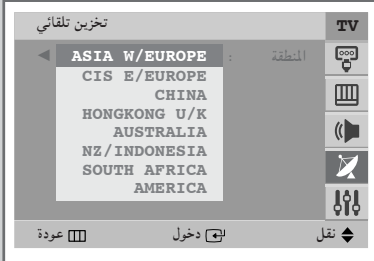 TV تخزين تلقائي
المنطقة : ASIA W/EUROPE
CIS E/EUROPE
CHINA
HONGKONG U/K
AUSTRALIA
NZ/INDONESIA
SOUTH AFRICA
AMERICA
نقل دخول عودة